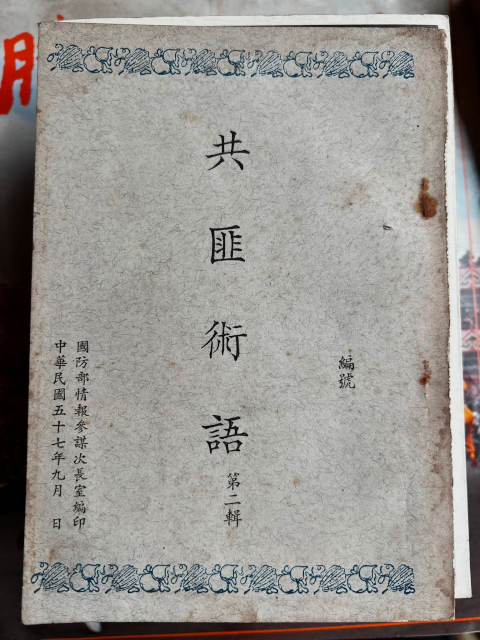 編號
共匪術語
第二輯
國防部情報參謀次長室編印
中華民國五十七年九月 日